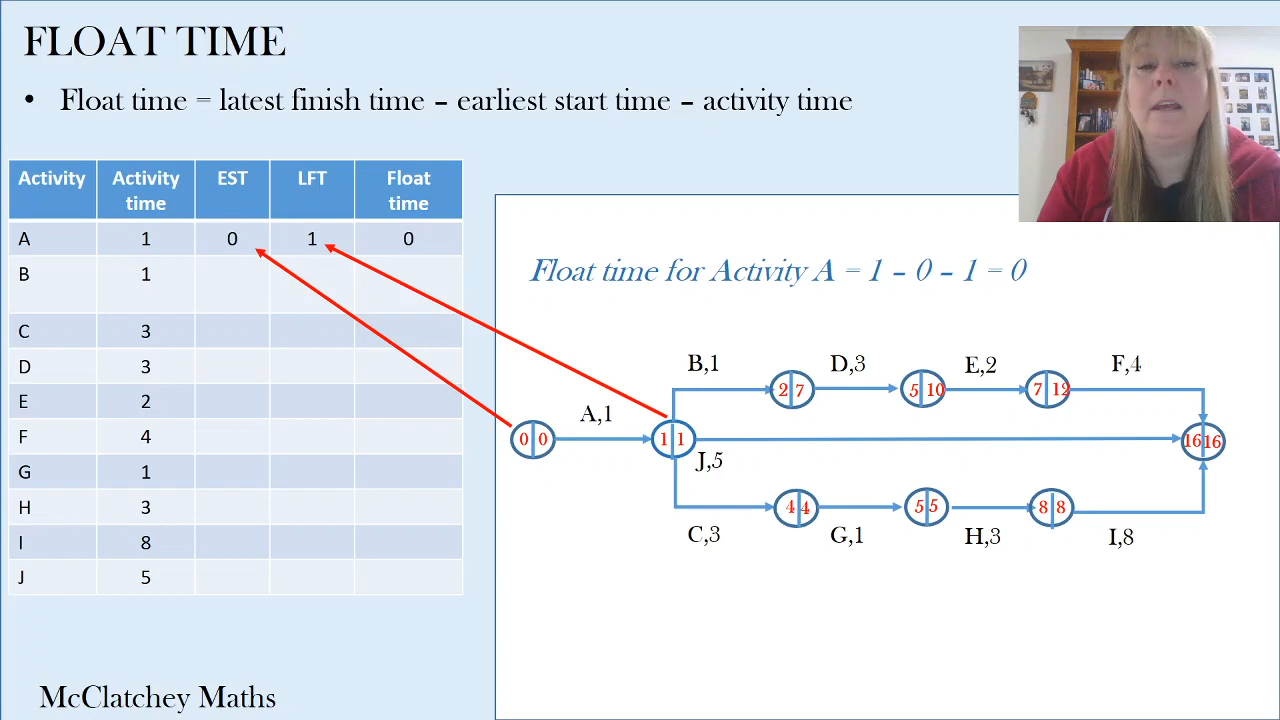 FLOAT TIME
• Float time = latest finish time – earliest start time – activity time
Activity Activity time EST LFT Float time
A 1 0 1 0
B 1
C 3
D 3
E 2
F 4
G 1
H 3
I 8
J 5
Float time for Activity A = 1 – 0 – 1 = 0
B,1 D,3 E,2 F,4
2 7 5 10 7 12
A,1
0 0 1 1 16 16
J,5
4 4 5 5 8 8
C,3 G,1 H,3 I,8
McClatchey Maths